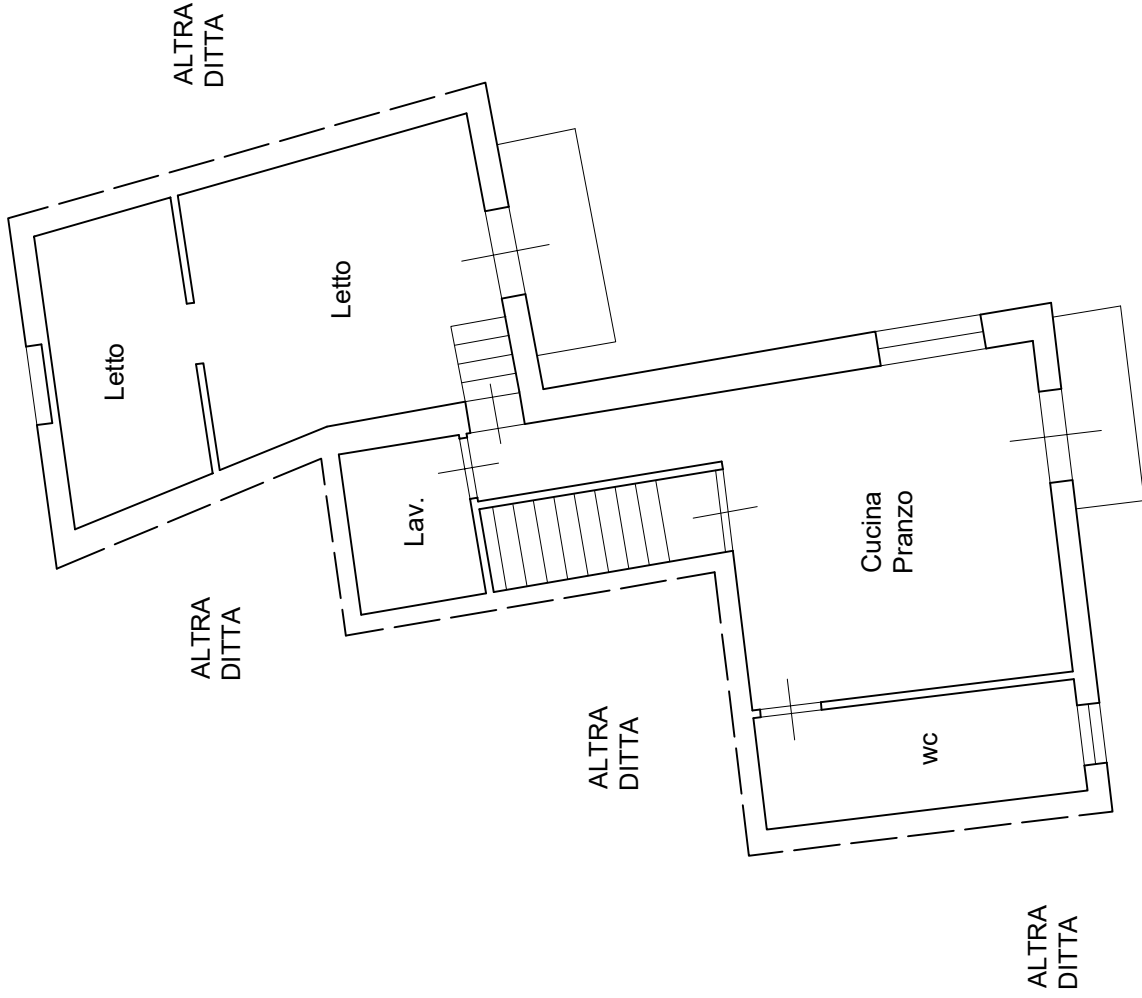 ALTRA
DITTA
Letto
Letto
Lav.
ALTRA
DITTA
Cucina
Pranzo
ALTRA
DITTA
wc
ALTRA
DITTA